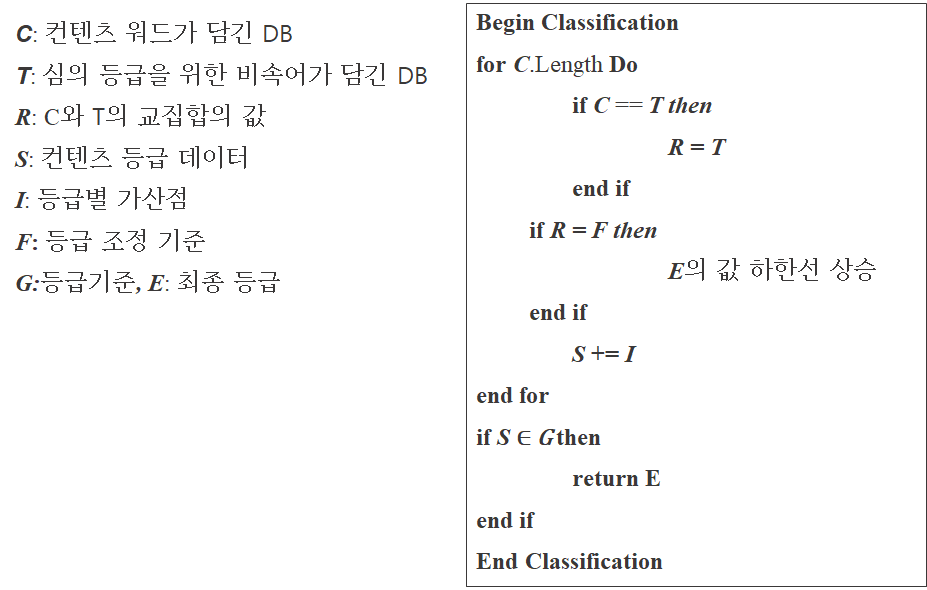 C: 컨텐츠 워드가 담긴 DB
T: 심의 등급을 위한 비속어가 담긴 DB
R: C와 T의 교집합의 값
S: 컨텐츠 등급 데이터
I: 등급별 가산점
F: 등급 조정 기준
G:등급기준, E: 최종 등급
Begin Classification
for C.Length Do
if C == T then
R = T
end if
if R = F then
E의 값 하한선 상승
end if
S += I
end for
if S ∈ Gthen
return E
end if
End Classification